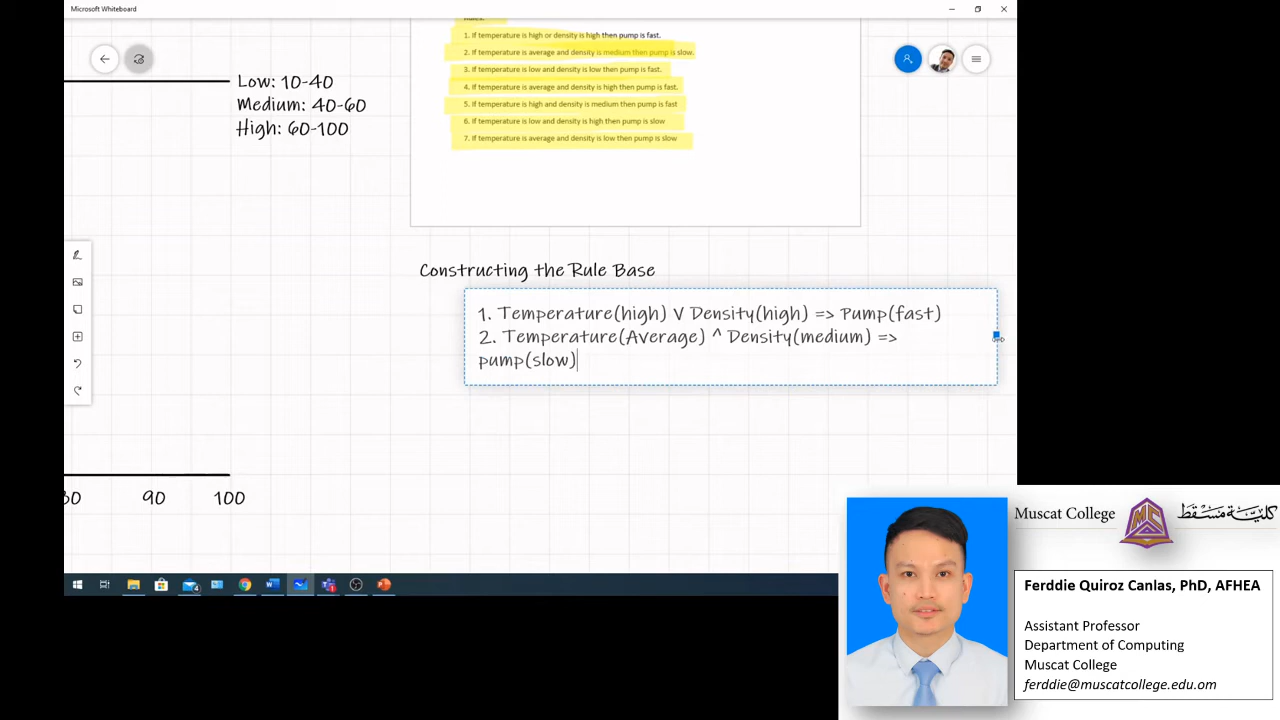 Microsoft Whiteboard
1. If temperature is high or density is high then pump is fast.
2. If temperature is average and density is medium then pump is slow.
3. If temperature is low and density is low then pump is fast.
4. If temperature is average and density is high then pump is fast.
5. If temperature is high and density is medium then pump is fast
6. If temperature is low and density is high then pump is slow
7. If temperature is average and density is low then pump is slow
Low: 10-40
Medium: 40-60
High: 60-100
Constructing the Rule Base
1. Temperature(high) V Density(high) => Pump(fast)
2. Temperature(Average) ^ Density(medium) =>
pump(slow)
90 100
Muscat College
كليّة مسقط
Ferddie Quiroz Canlas, PhD, AFHEA
Assistant Professor
Department of Computing
Muscat College
ferddie@muscatcollege.edu.om